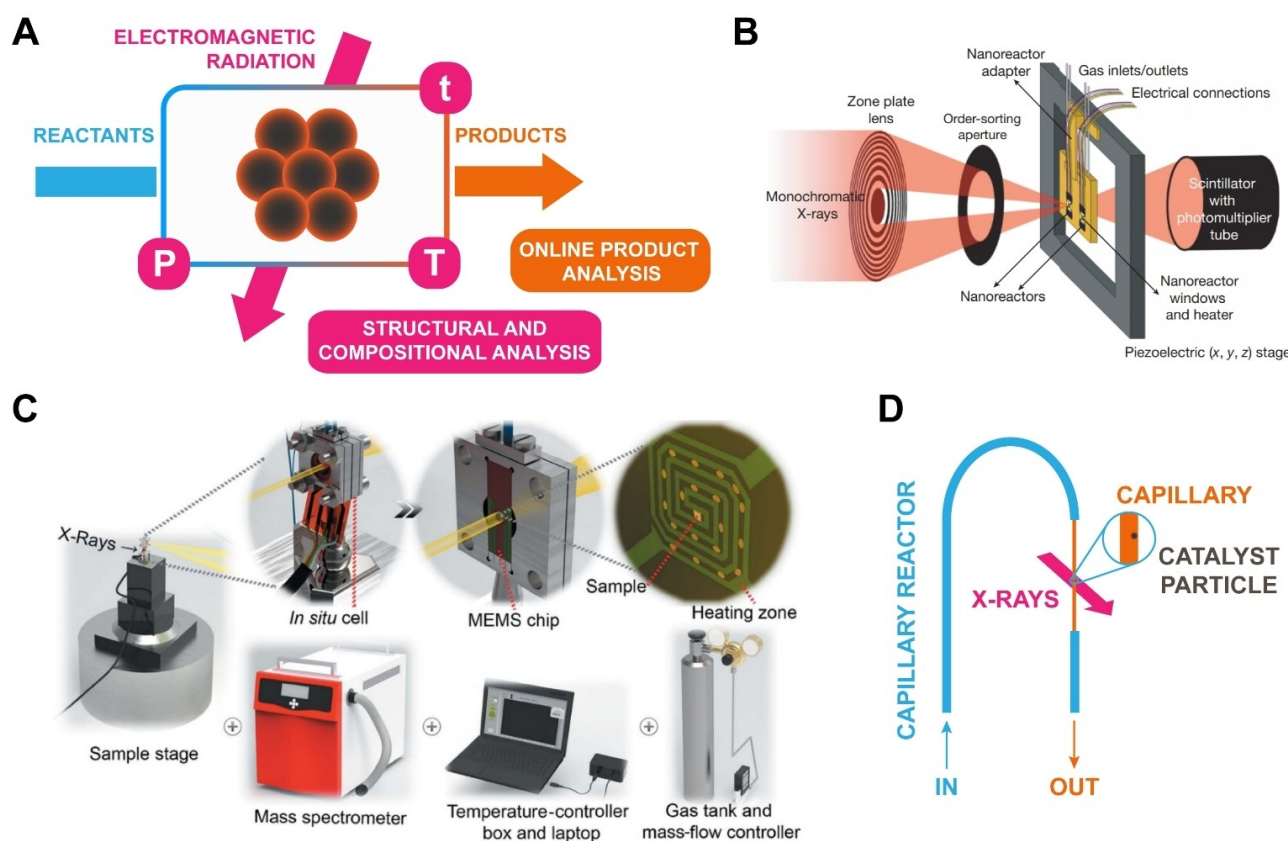 A
ELECTROMAGNETIC
RADIATION
t
REACTANTS
PRODUCTS
P
T
ONLINE PRODUCT
ANALYSIS
STRUCTURAL AND
COMPOSITIONAL ANALYSIS
B
Nanoreactor
adapter
Gas inlets/outlets
Electrical connections
Zone plate
lens
Order-sorting
aperture
Monochromatic
X-rays
Scintillator
with
photomultiplier
tube
Nanoreactors
Nanoreactor
windows
and heater
Piezoelectric (x, y, z) stage
C
X-Rays
In situ cell
MEMS chip
Sample
Heating zone
Sample stage
+
Mass spectrometer
+
Temperature-controller
box and laptop
+
Gas tank and
mass-flow controller
D
CAPILLARY REACTOR
CAPILLARY
CATALYST
PARTICLE
X-RAYS
IN
OUT